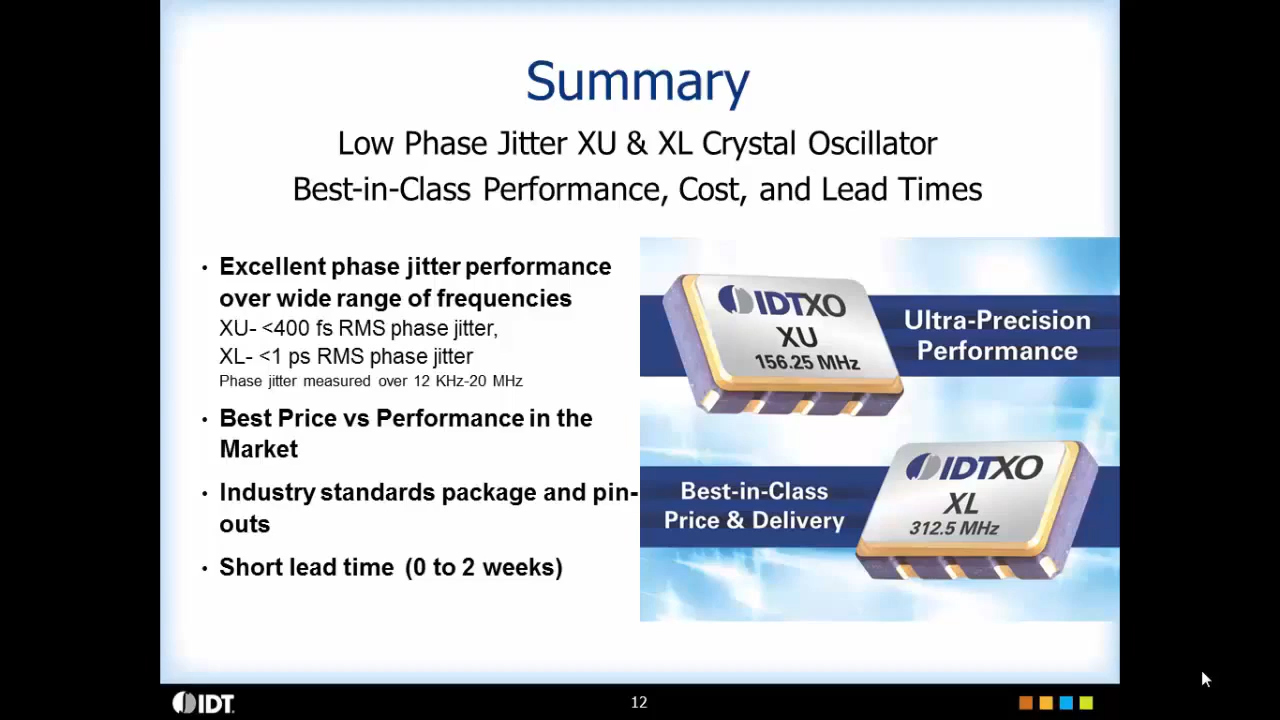 Summary
Low Phase Jitter XU & XL Crystal Oscillator
Best-in-Class Performance, Cost, and Lead Times
• Excellent phase jitter performance
over wide range of frequencies
XU- <400 fs RMS phase jitter,
XL- <1 ps RMS phase jitter
Phase jitter measured over 12 KHz-20 MHz
• Best Price vs Performance in the
Market
• Industry standards package and pin-
outs
• Short lead time (0 to 2 weeks)
IDTXO
XU
156.25 MHz
Ultra-Precision
Performance
Best-in-Class
Price & Delivery
IDTXO
XL
312.5 MHz
IDT
12